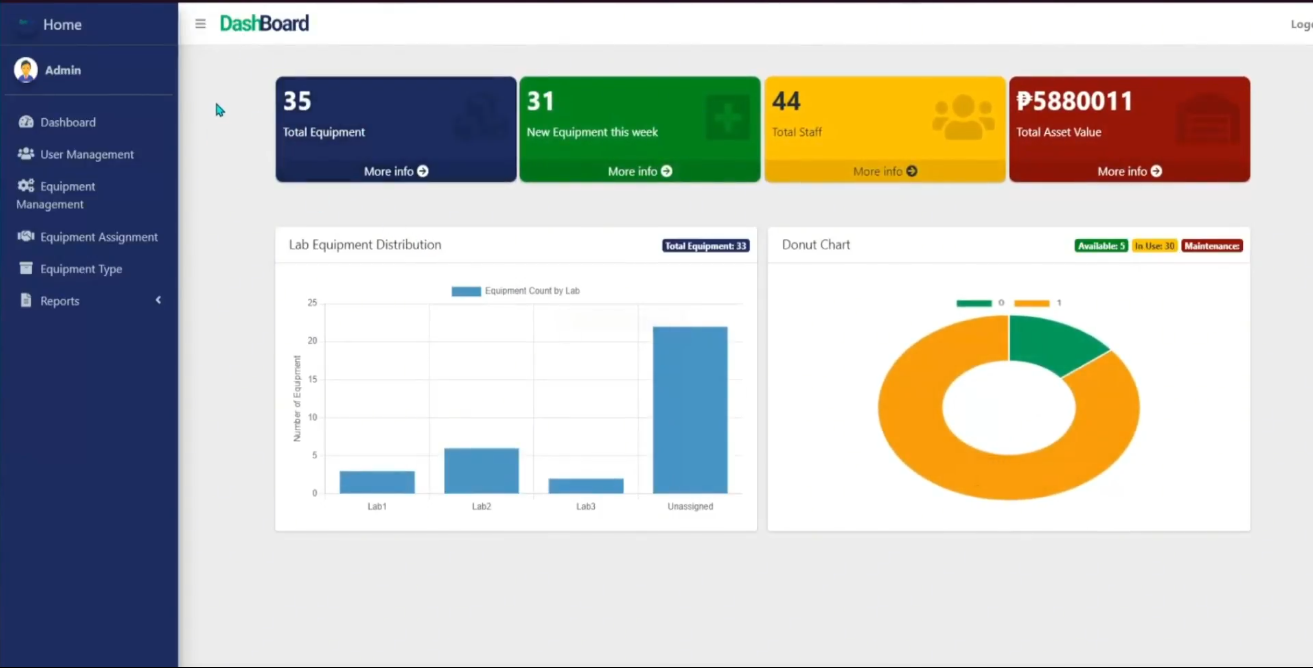 Home
DashBoard
Admin
Dashboard
User Management
Equipment
Management
Equipment Assignment
Equipment Type
Reports
35
Total Equipment
More info
31
New Equipment this week
More info
44
Total Staff
More info
₱5880011
Total Asset Value
More info
Lab Equipment Distribution
Total Equipment: 33
Equipment Count by Lab
Number of Equipment
25
20
15
10
5
0
Lab1
Lab2
Lab3
Unassigned
Donut Chart
Available: 5
In Use: 30
Maintenance:
0
1